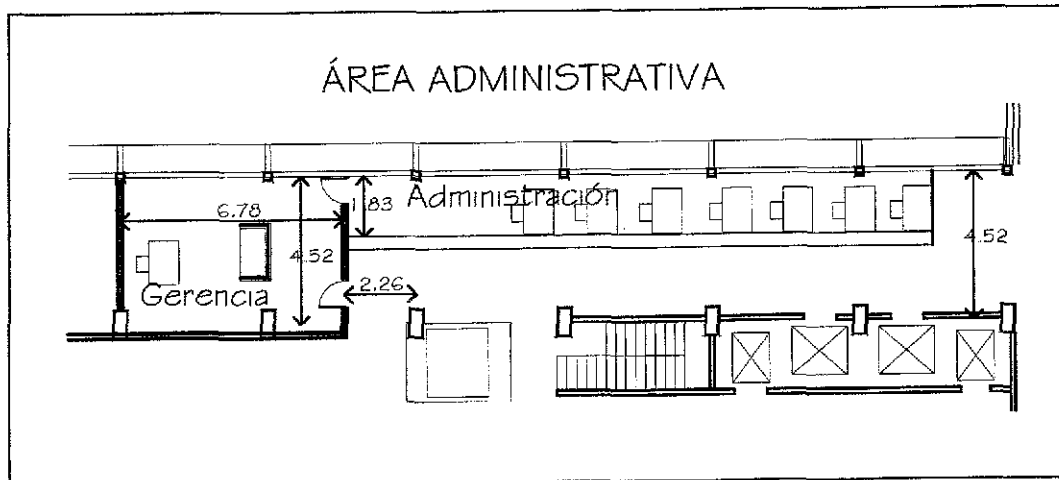 ÁREA ADMINISTRATIVA
1.83
Administración
6.78
4.52
4.52
2.26
Gerencia